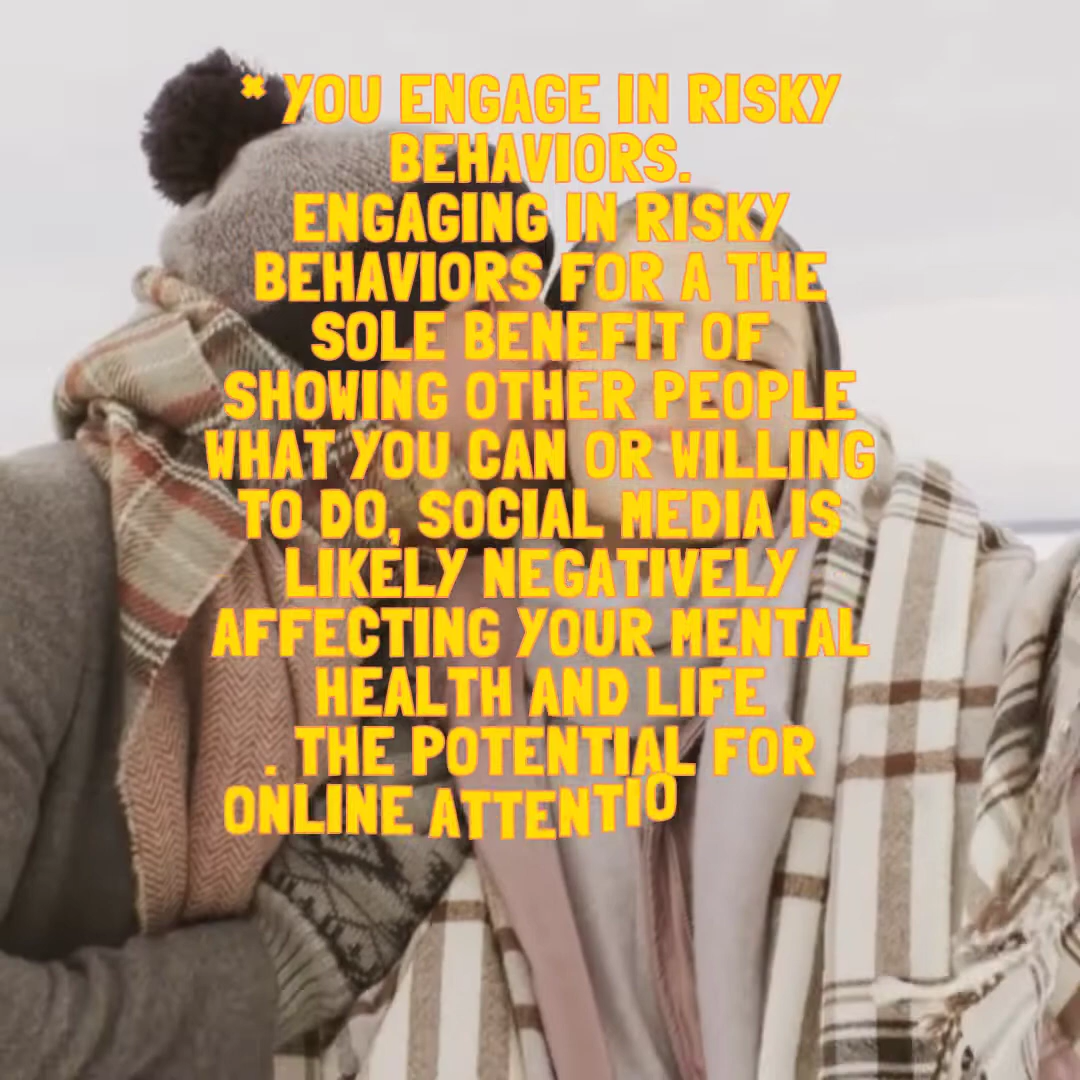 * YOU ENGAGE IN RISKY
BEHAVIORS.
ENGAGING IN RISKY
BEHAVIORS FOR A THE
SOLE BENEFIT OF
SHOWING OTHER PEOPLE
WHAT YOU CAN OR WILLING
TO DO, SOCIAL MEDIA IS
LIKELY NEGATIVELY
AFFECTING YOUR MENTAL
HEALTH AND LIFE
. THE POTENTIAL FOR
ONLINE ATTENTIO